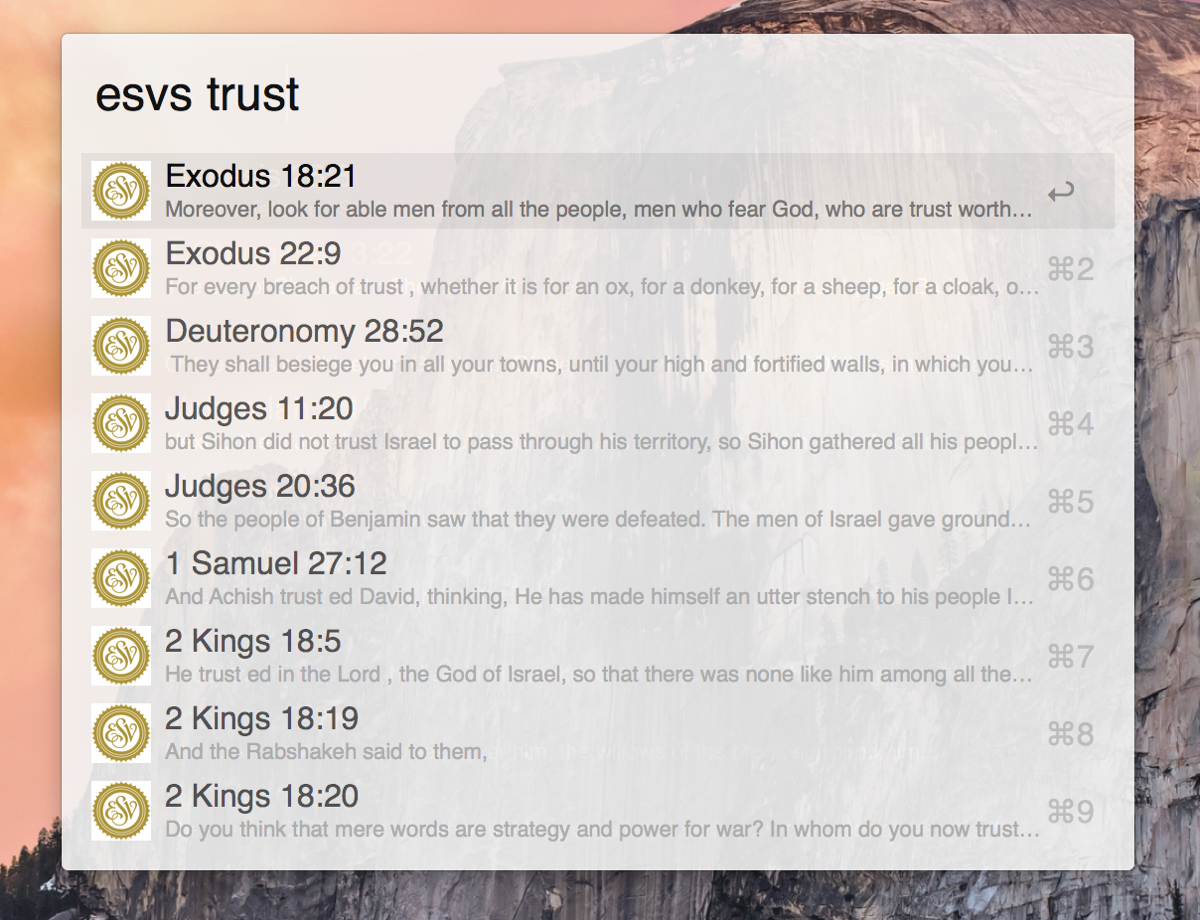 esvs trust
Exodus 18:21
Moreover, look for able men from all the people, men who fear God, who are trust worth…
↩
ESV
Exodus 22:9
For every breach of trust , whether it is for an ox, for a donkey, for a sheep, for a cloak, o…
⌘2
ESV
Deuteronomy 28:52
They shall besiege you in all your towns, until your high and fortified walls, in which you…
⌘3
ESV
Judges 11:20
but Sihon did not trust Israel to pass through his territory, so Sihon gathered all his peopl…
⌘4
ESV
Judges 20:36
So the people of Benjamin saw that they were defeated. The men of Israel gave ground…
⌘5
ESV
1 Samuel 27:12
And Achish trust ed David, thinking, He has made himself an utter stench to his people I…
⌘6
ESV
2 Kings 18:5
He trust ed in the Lord , the God of Israel, so that there was none like him among all the…
⌘7
ESV
2 Kings 18:19
And the Rabshakeh said to them,
⌘8
ESV
2 Kings 18:20
Do you think that mere words are strategy and power for war? In whom do you now trust…
⌘9
ESV